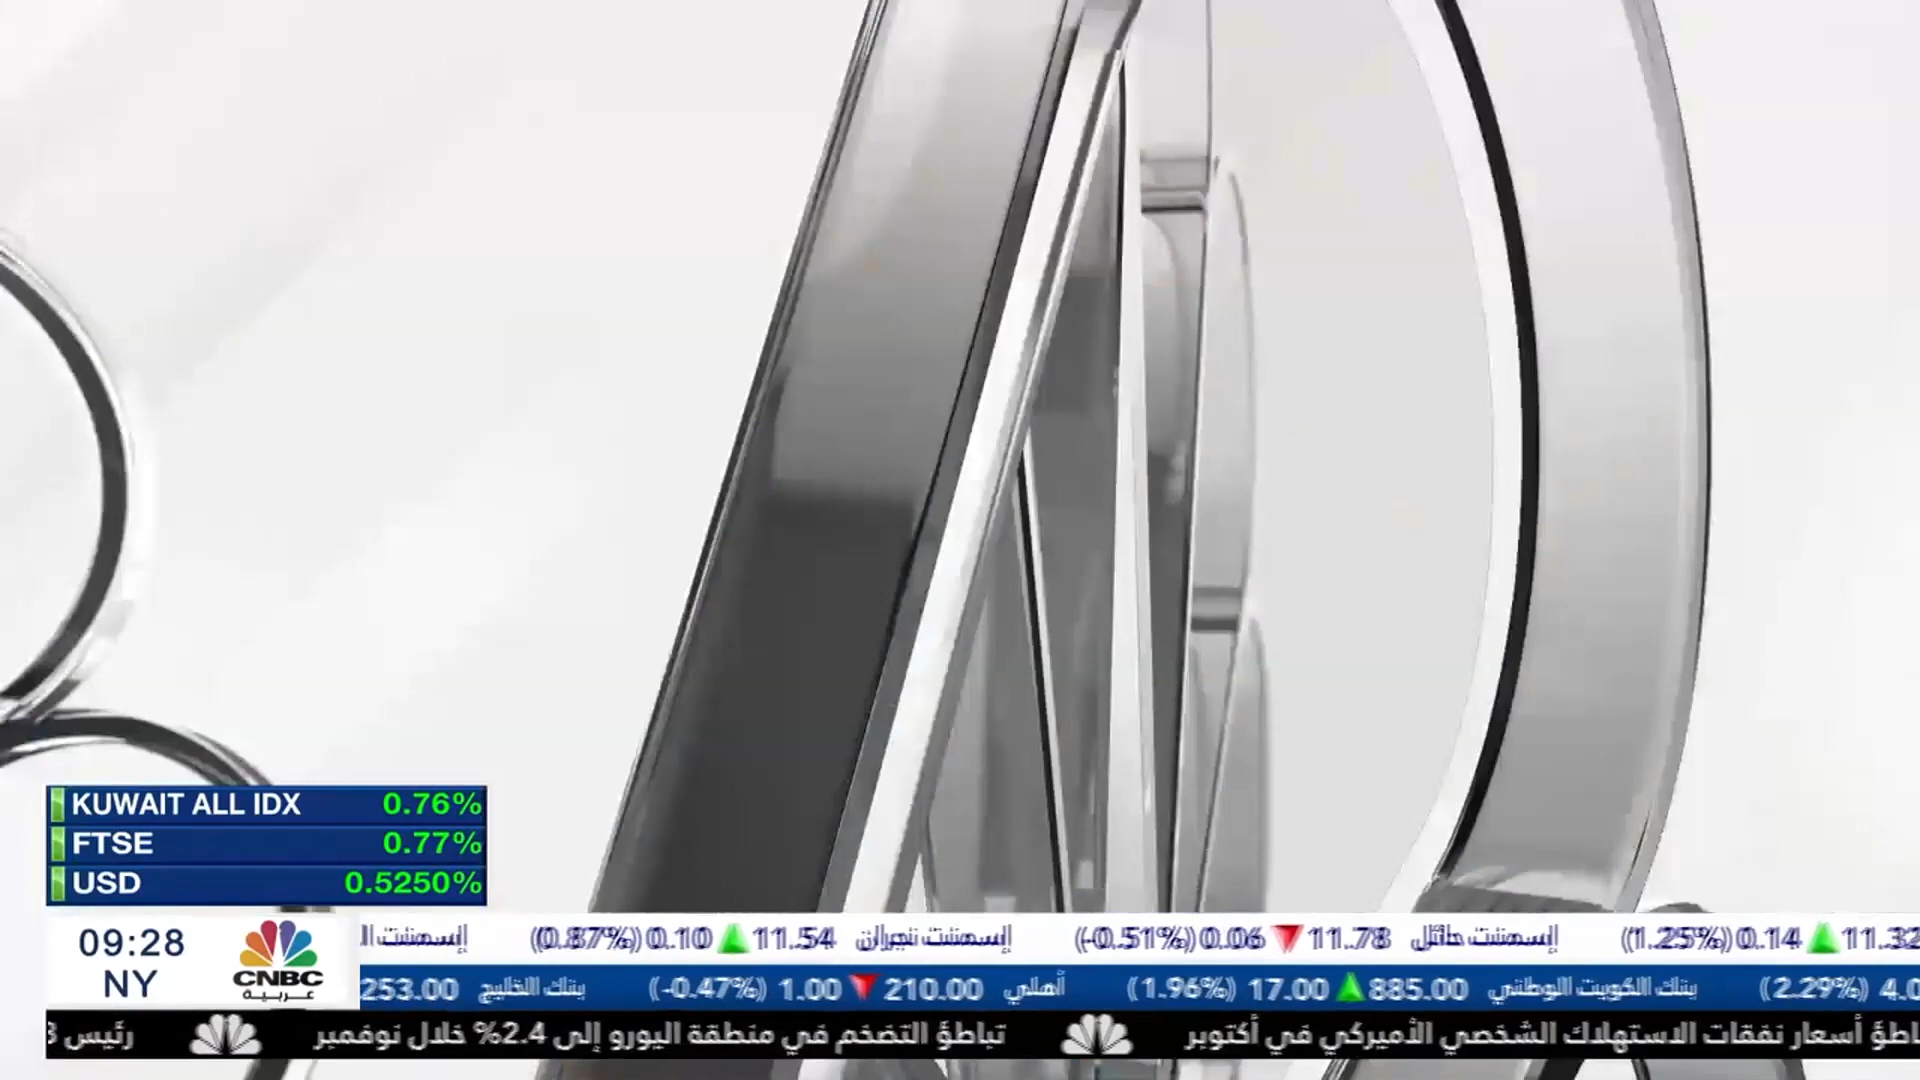 KUWAIT ALL IDX 0.76%
FTSE 0.77%
USD 0.5250%
09:28
NY
CNBC
عربية
11.32 0.14 (1.25%) إسمنت حائل 11.78 0.06 (-0.51%) إسمنت نجران 11.54 0.10 (0.87%) إسمنت
(2.29%) بنك الكويت الوطني 885.00 17.00 (1.96%) أهلي 210.00 1.00 (-0.47%) بنك الخليج 253.00
أسعار نفقات الاستهلاك الشخصي الأميركي في أكتوبر تباطؤ التضخم في منطقة اليورو إلى 2.4% خلال نوفمبر رئيس